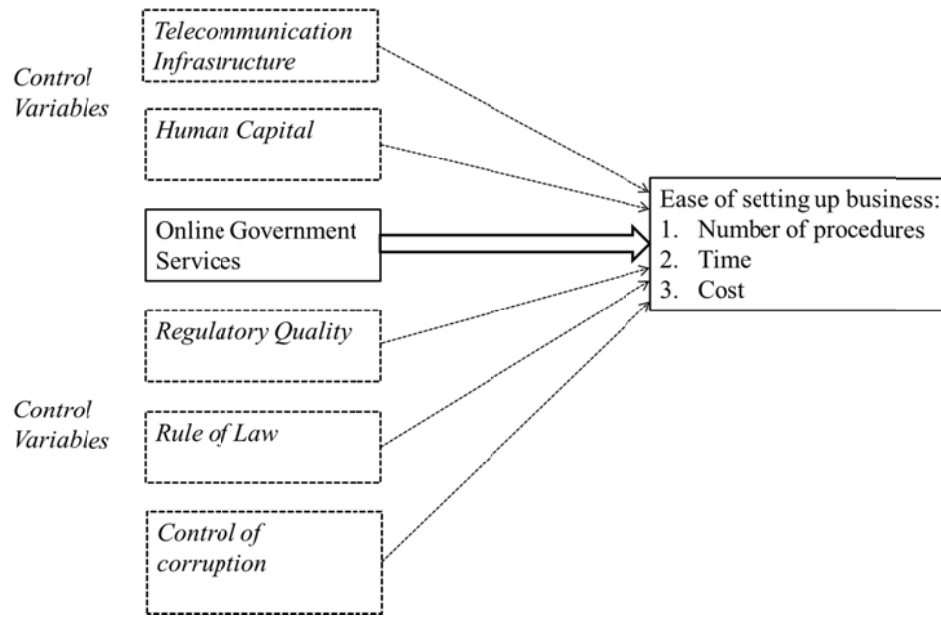 Telecommunication
Infrastructure
Control
Variables
Human Capital
Online Government
Services
Ease of setting up business:
1. Number of procedures
2. Time
3. Cost
Regulatory Quality
Control
Variables
Rule of Law
Control of
corruption